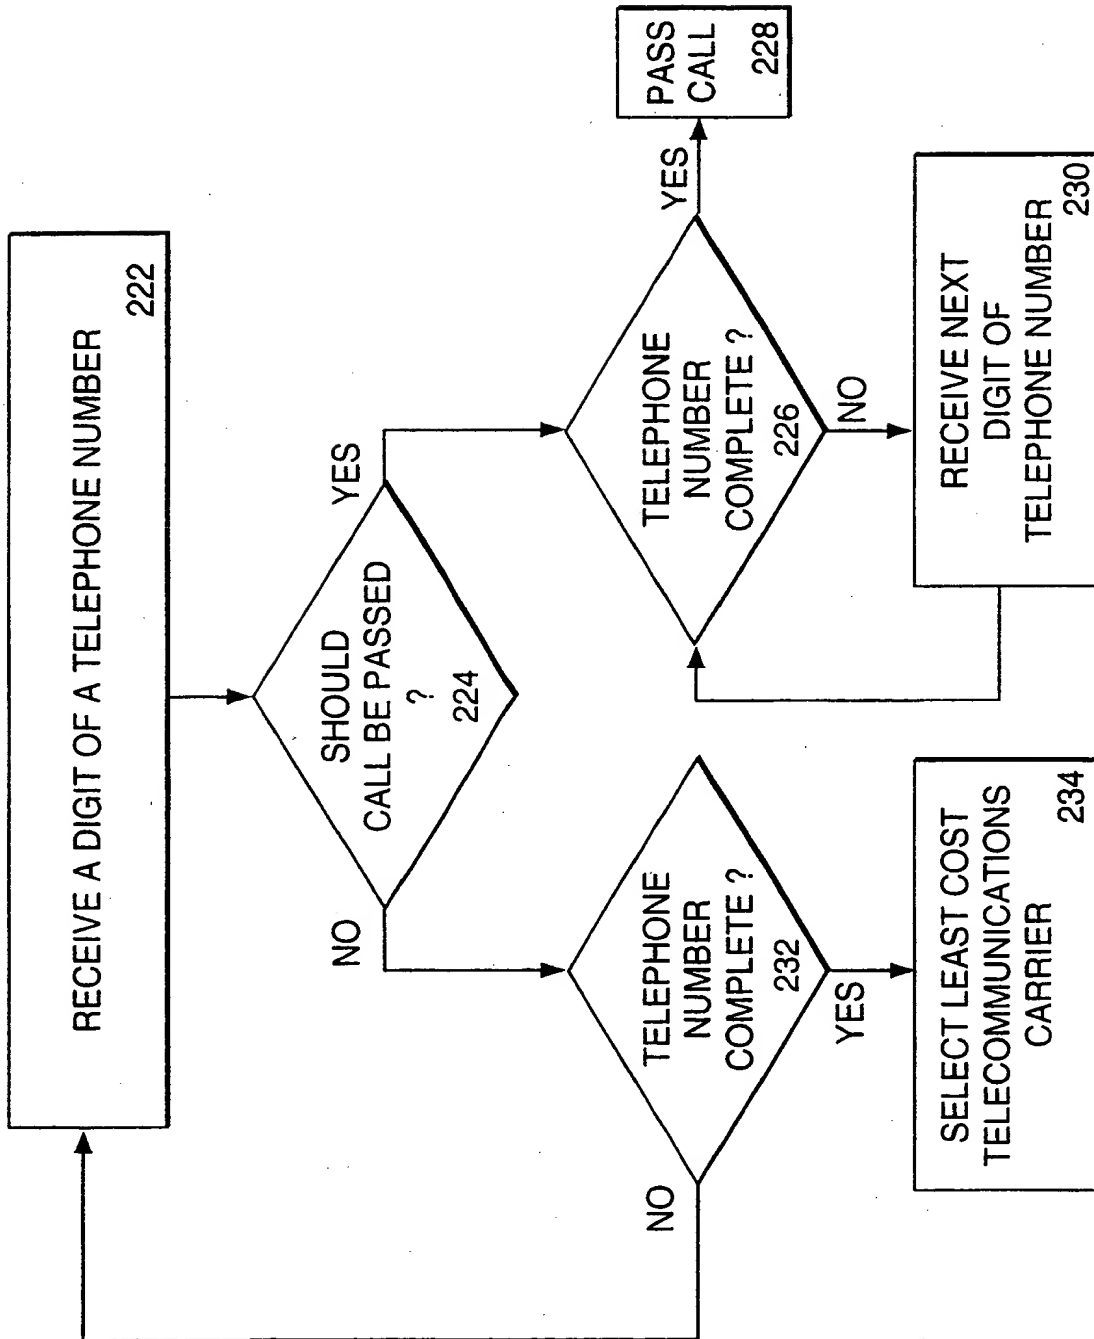 RECEIVE A DIGIT OF A TELEPHONE NUMBER
222
SHOULD
CALL BE PASSED
?
224
NO
YES
TELEPHONE
NUMBER
COMPLETE ?
232
NO
YES
SELECT LEAST COST
TELECOMMUNICATIONS
CARRIER
234
TELEPHONE
NUMBER
COMPLETE ?
226
YES
NO
PASS
CALL
228
RECEIVE NEXT
DIGIT OF
TELEPHONE NUMBER
230